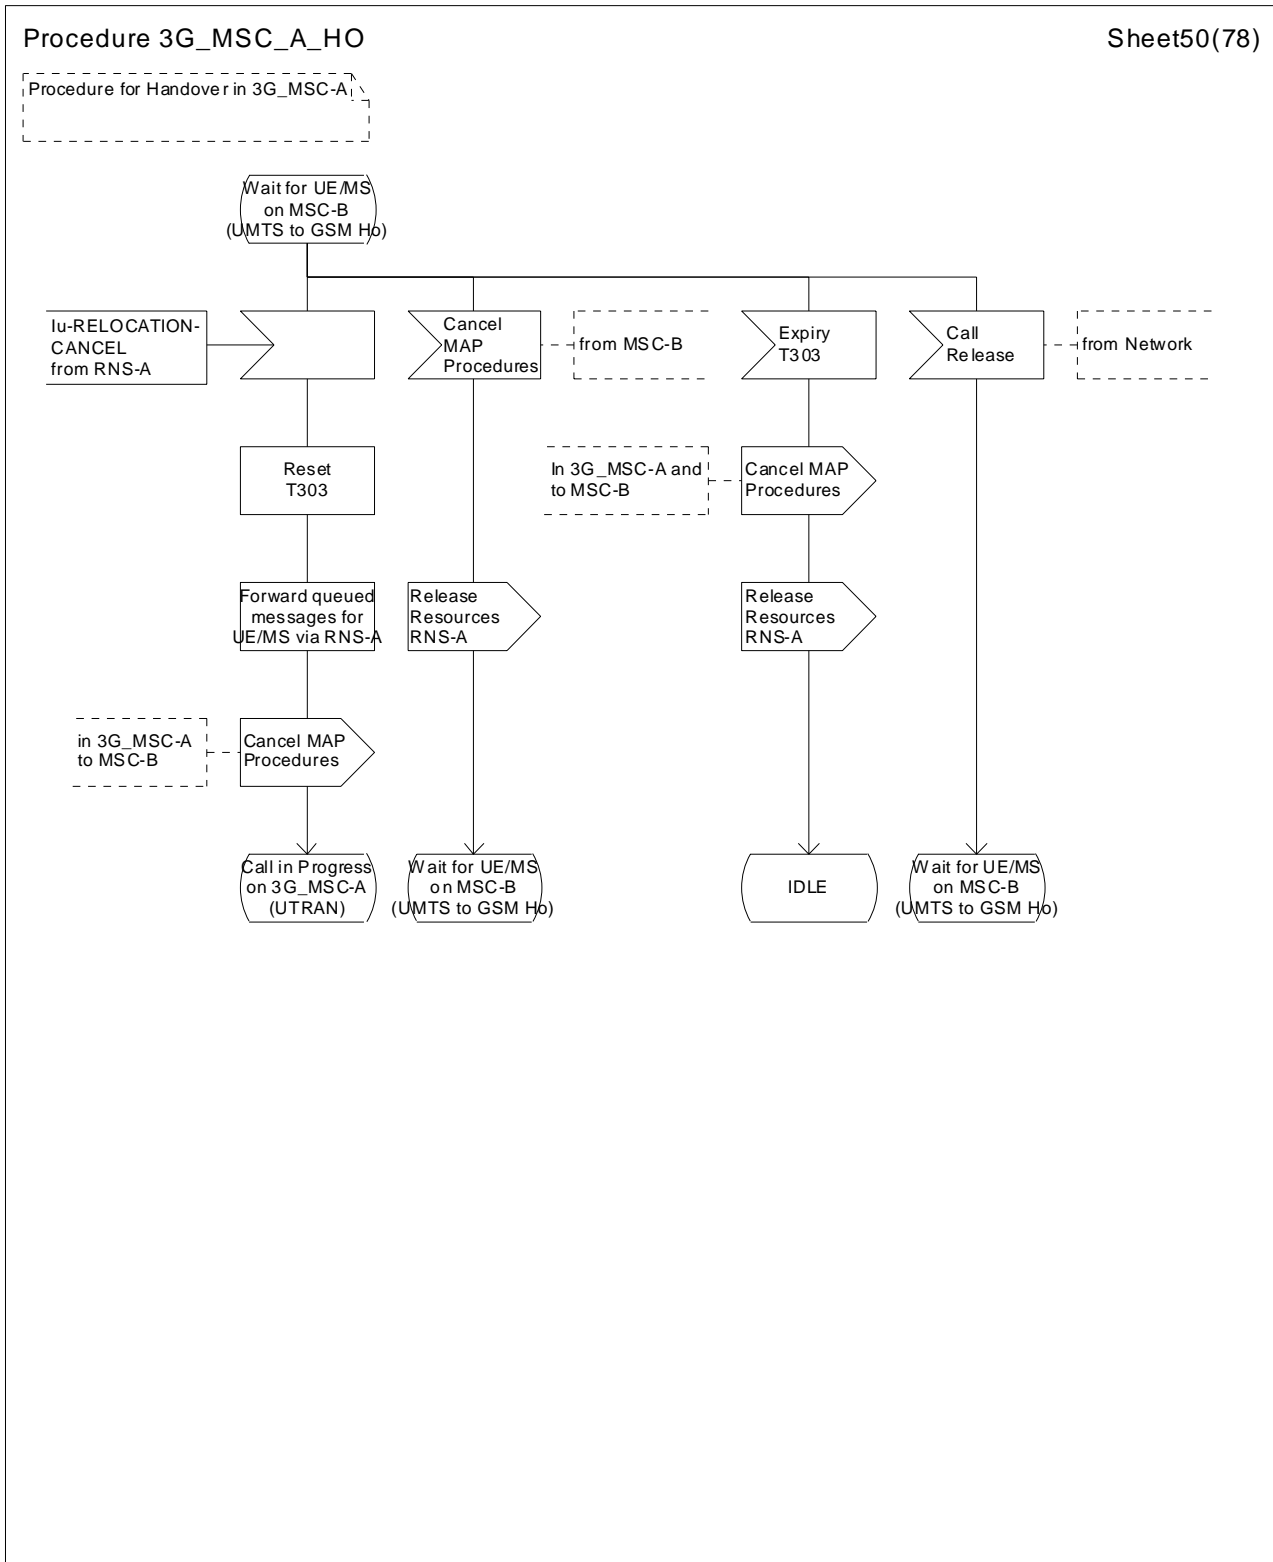 Procedure 3G_MSC_A_HO
Sheet50(78)
Procedure for Handover in 3G_MSC-A
Wait for UE/MS
on MSC-B
(UMTS to GSM Ho)
Iu-RELOCATION-
CANCEL
from RNS-A
Cancel
MAP
Procedures
from MSC-B
Expiry
T303
Call
Release
from Network
Reset
T303
In 3G_MSC-A and
to MSC-B
Cancel MAP
Procedures
Forward queued
messages for
UE/MS via RNS-A
Release
Resources
RNS-A
Release
Resources
RNS-A
in 3G_MSC-A
to MSC-B
Cancel MAP
Procedures
Call in Progress
on 3G_MSC-A
(UTRAN)
Wait for UE/MS
on MSC-B
(UMTS to GSM Ho)
IDLE
Wait for UE/MS
on MSC-B
(UMTS to GSM Ho)